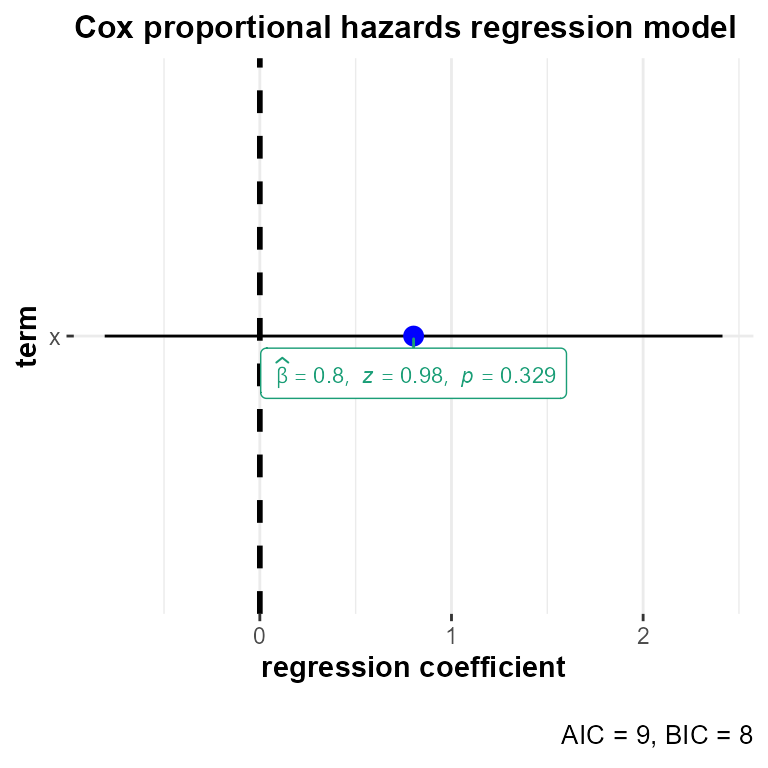 Cox proportional hazards regression model
term
x
β̂ = 0.8, z = 0.98, p = 0.329
0 1 2
regression coefficient
AIC = 9, BIC = 8